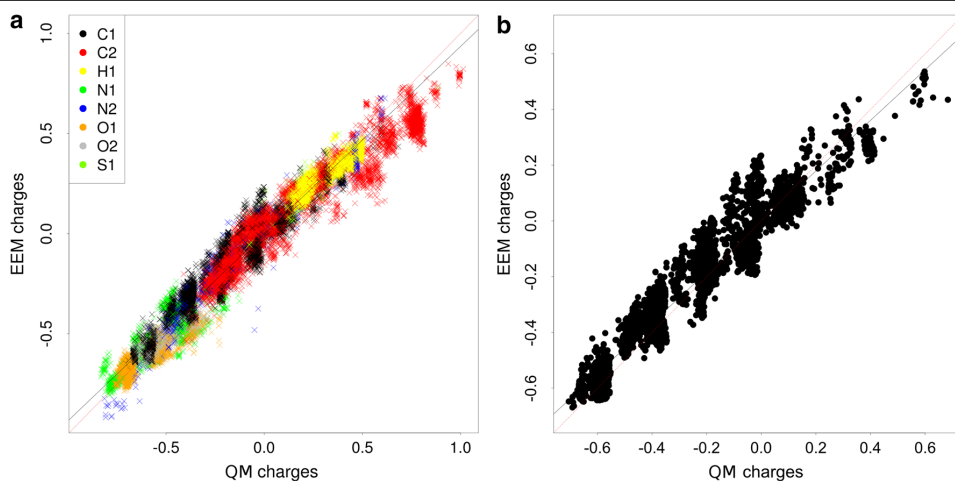 a
C1
C2
H1
N1
N2
O1
O2
S1
EEM charges
1.0
0.5
0.0
-0.5
-0.5 0.0 0.5 1.0
QM charges
b
EEM charges
0.6
0.4
0.2
0.0
-0.2
-0.4
-0.6
-0.6 -0.4 -0.2 0.0 0.2 0.4 0.6
QM charges